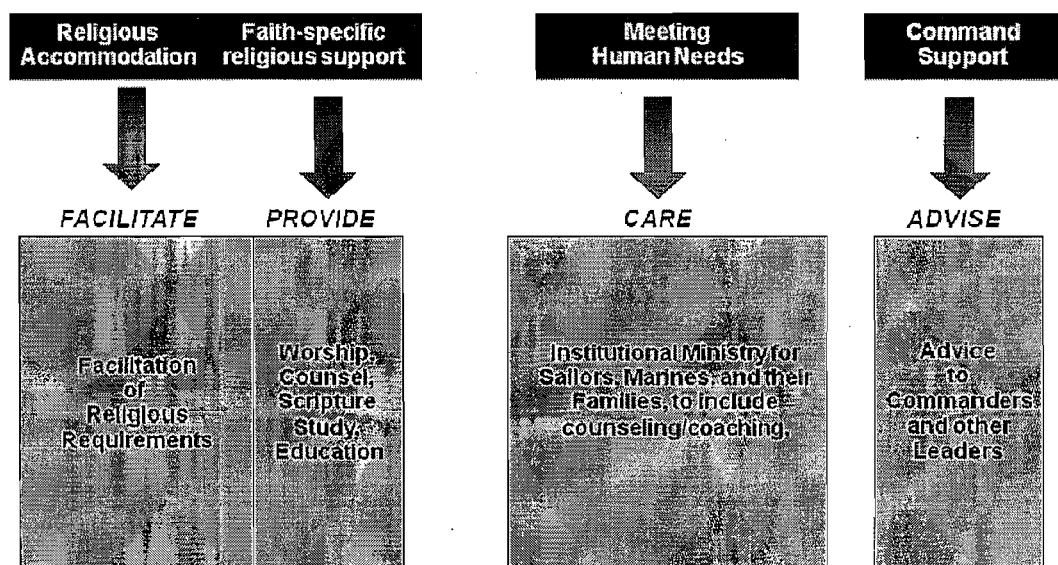 Religious
Accommodation
Faith-specific
religious support
Meeting
Human Needs
Command
Support
FACILITATE
PROVIDE
CARE
ADVISE
Facilitation
of
Religious
Requirements
Worship,
Counsel,
Scripture
Study,
Education
Institutional Ministry for
Sailors, Marines, and their
Families, to include
counseling/coaching,
Advice
to
Commanders
and other
Leaders